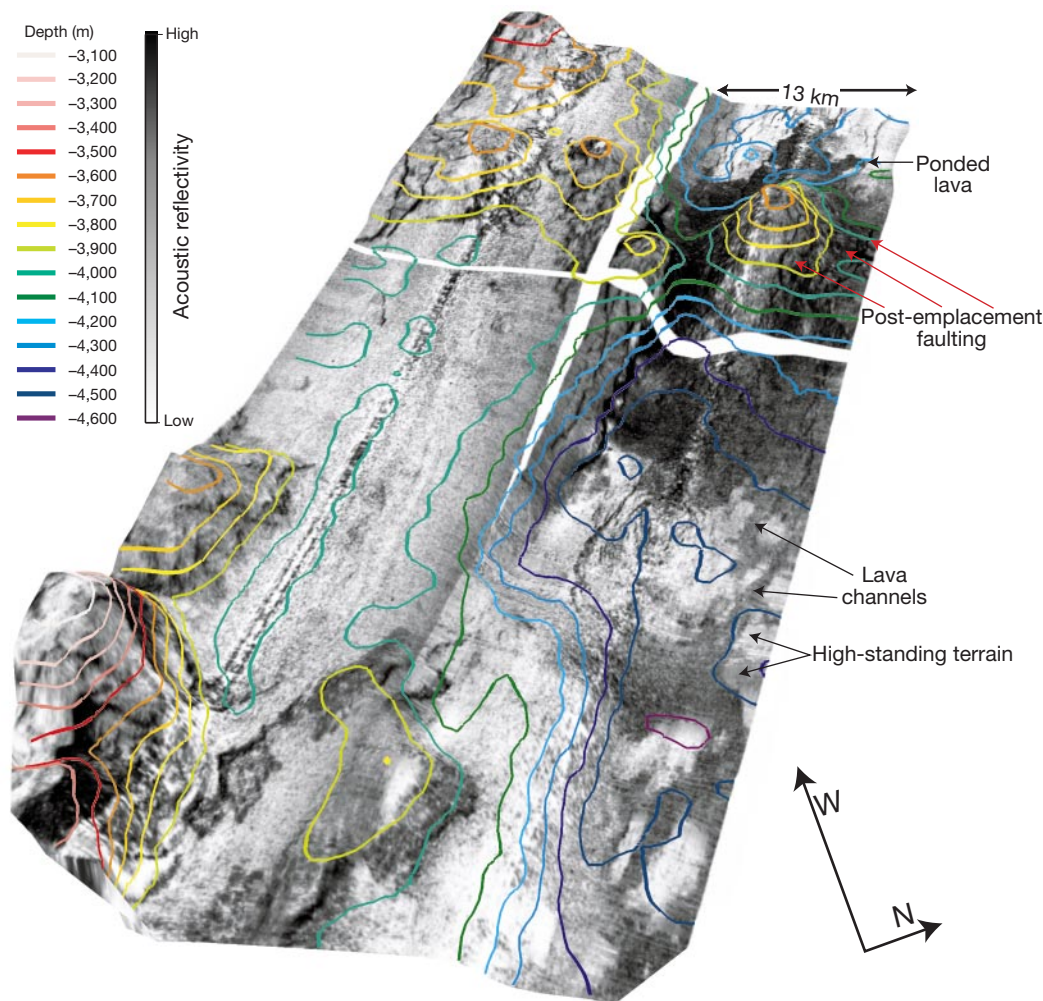 Depth (m)
–3,100
–3,200
–3,300
–3,400
–3,500
–3,600
–3,700
–3,800
–3,900
–4,000
–4,100
–4,200
–4,300
–4,400
–4,500
–4,600
High
Acoustic reflectivity
Low
13 km
Ponded
lava
Post-emplacement
faulting
Lava
channels
High-standing terrain
W
N